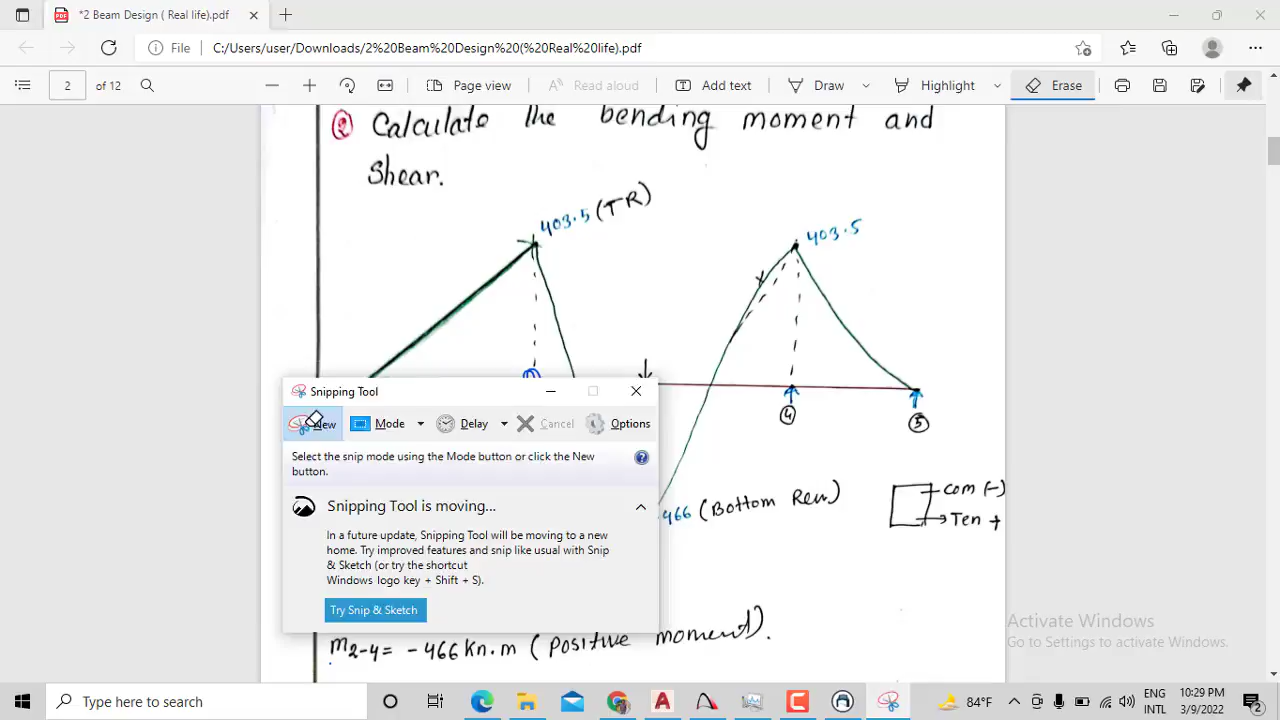 *2 Beam Design ( Real life).pdf
File C:/Users/user/Downloads/2%20Beam%20Design%20(%20Real%20life).pdf
2 of 12 Page view Read aloud Add text Draw Highlight Erase
② Calculate the bending moment and
Shear.
403.5 (TR)
403.5
Snipping Tool
New Mode Delay Cancel Options
Select the snip mode using the Mode button or click the New
button.
Snipping Tool is moving...
In a future update, Snipping Tool will be moving to a new
home. Try improved features and snip like usual with Snip
& Sketch (or try the shortcut
Windows logo key + Shift + S).
Try Snip & Sketch
④
⑤
466 (Bottom Ren)
Com (-)
Ten +
M2-4 = - 466 Kn.m ( Positive moment).
Activate Windows
Go to Settings to activate Windows.
Type here to search
84°F
ENG
INTL
10:29 PM
3/9/2022
2